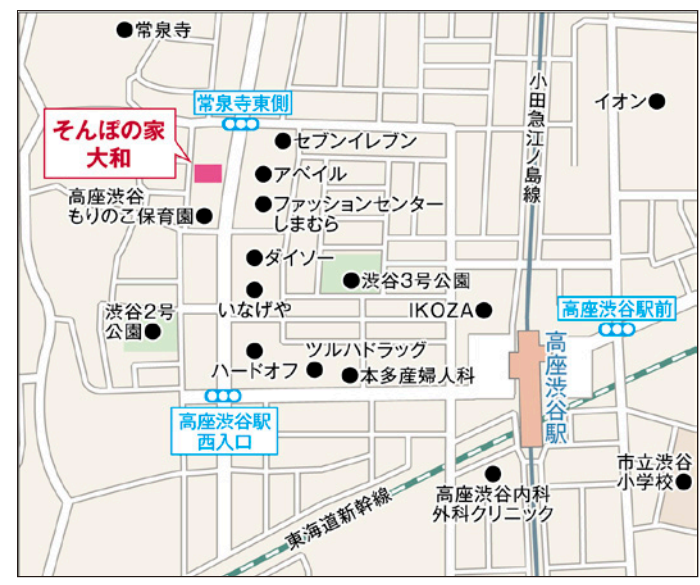 常泉寺
常泉寺東側
イオン
そんぽの家
大和
セブンイレブン
アベイル
高座渋谷
もりのこ保育園
ファッションセンター
しまむら
小田急江ノ島線
ダイソー
渋谷3号公園
いなげや
渋谷2号
公園
IKOZA
高座渋谷駅前
ハードオフ
ツルハドラッグ
本多産婦人科
高座渋谷駅
高座渋谷駅
西入口
市立渋谷
小学校
高座渋谷内科
外科クリニック
東海道新幹線